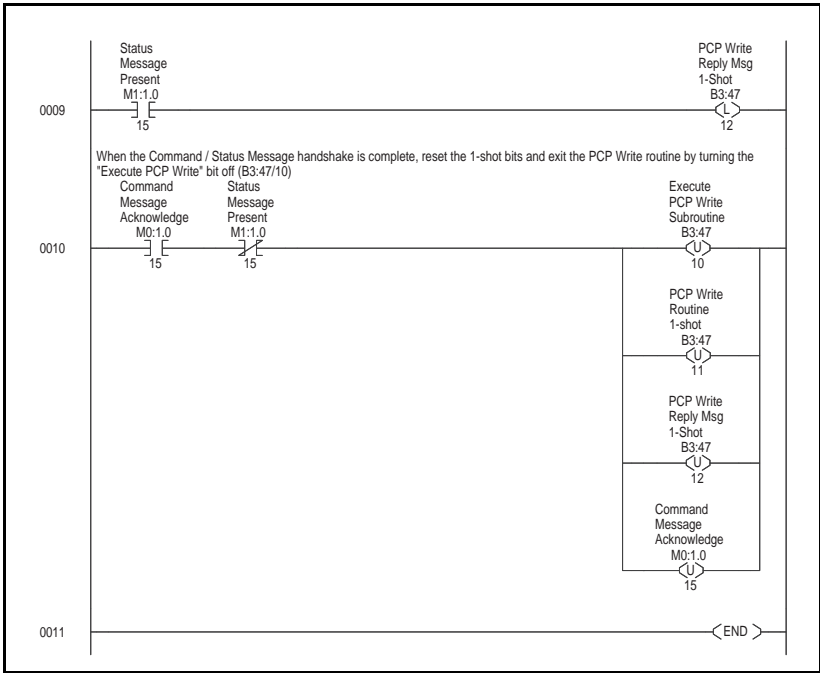 Status
Message
Present
M1:1.0
15
PCP Write
Reply Msg
1-Shot
B3:47
L
12
0009
When the Command / Status Message handshake is complete, reset the 1-shot bits and exit the PCP Write routine by turning the
"Execute PCP Write" bit off (B3:47/10)
Command
Message
Acknowledge
M0:1.0
15
Status
Message
Present
M1:1.0
15
Execute
PCP Write
Subroutine
B3:47
U
10
0010
PCP Write
Routine
1-shot
B3:47
U
11
PCP Write
Reply Msg
1-Shot
B3:47
U
12
Command
Message
Acknowledge
M0:1.0
U
15
0011
END